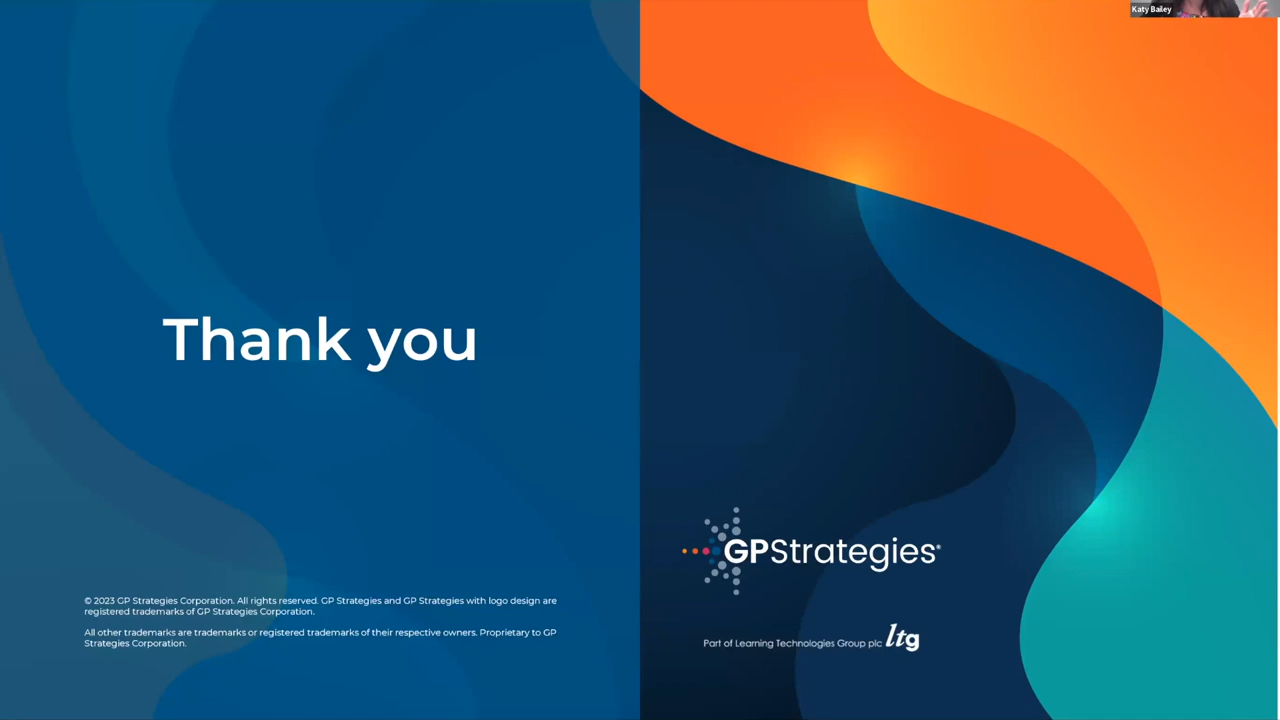 Katy Bailey
Thank you
© 2023 GP Strategies Corporation. All rights reserved. GP Strategies and GP Strategies with logo design are
registered trademarks of GP Strategies Corporation.
All other trademarks are trademarks or registered trademarks of their respective owners. Proprietary to GP
Strategies Corporation.
GPStrategies®
Part of Learning Technologies Group plc ltg